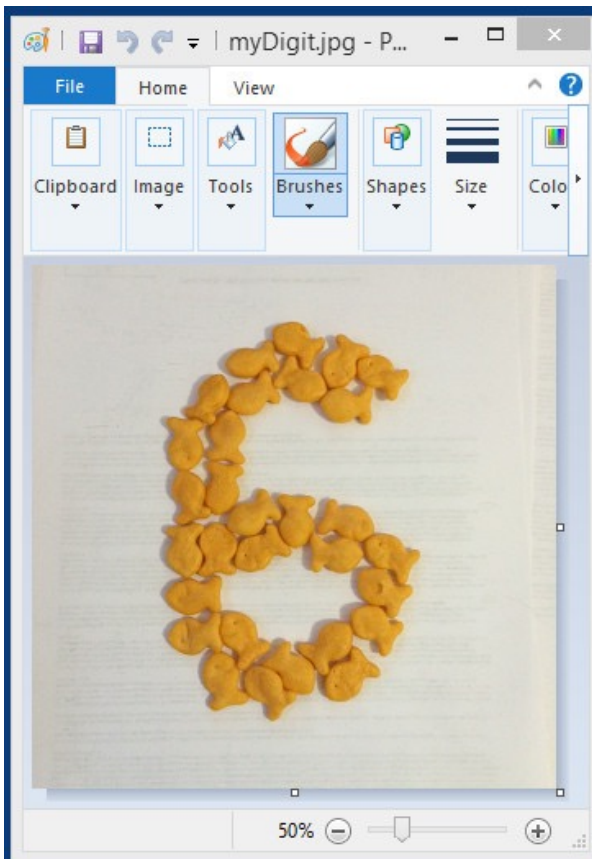 myDigit.jpg - P...
File Home View
Clipboard Image Tools Brushes Shapes Size Colo
6
50%